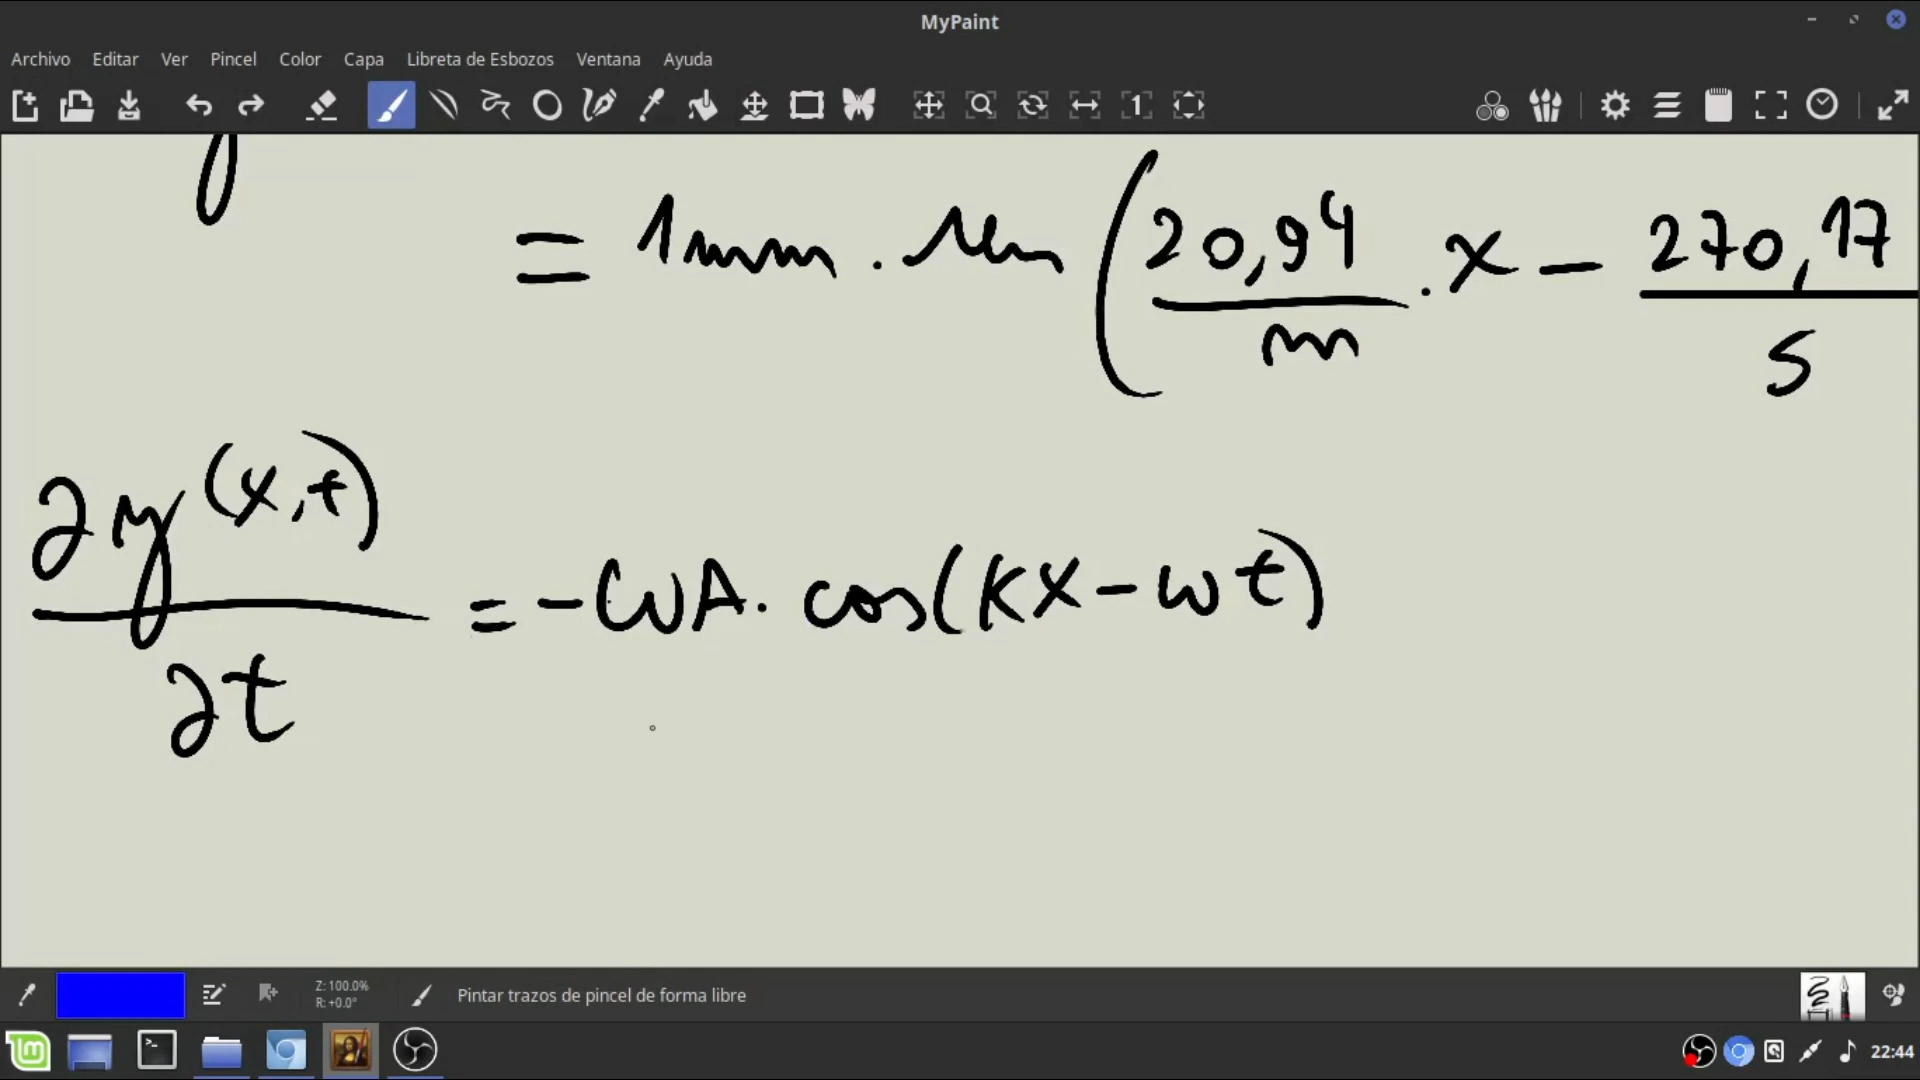 MyPaint
Archivo Editar Ver Pincel Color Capa Libreta de Esbozos Ventana Ayuda
y
= 1mm . sen ( 20,94/m . x − 270,17/s
∂y(x,t)/∂t = −ωA. cos(Kx−ωt)
Z: 100.0%
R: +0.0°
Pintar trazos de pincel de forma libre
22:44